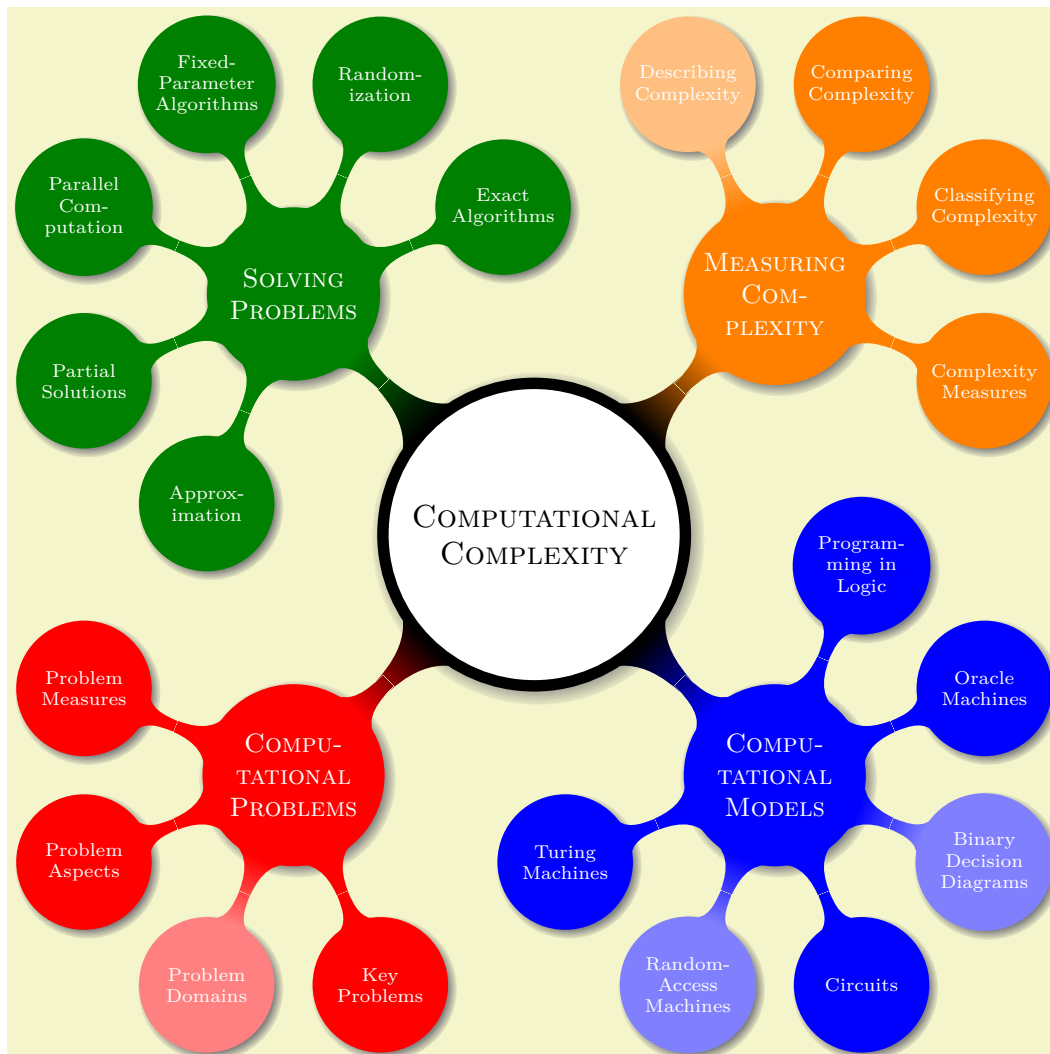 Fixed-
Parameter
Algorithms
Random-
ization
Describing
Complexity
Comparing
Complexity
Parallel
Com-
putation
Exact
Algorithms
Classifying
Complexity
Solving
Problems
Measuring
Com-
plexity
Partial
Solutions
Complexity
Measures
Approx-
imation
Computational
Complexity
Program-
ming in
Logic
Problem
Measures
Oracle
Machines
Compu-
tational
Problems
Compu-
tational
Models
Problem
Aspects
Turing
Machines
Binary
Decision
Diagrams
Problem
Domains
Key
Problems
Random-
Access
Machines
Circuits